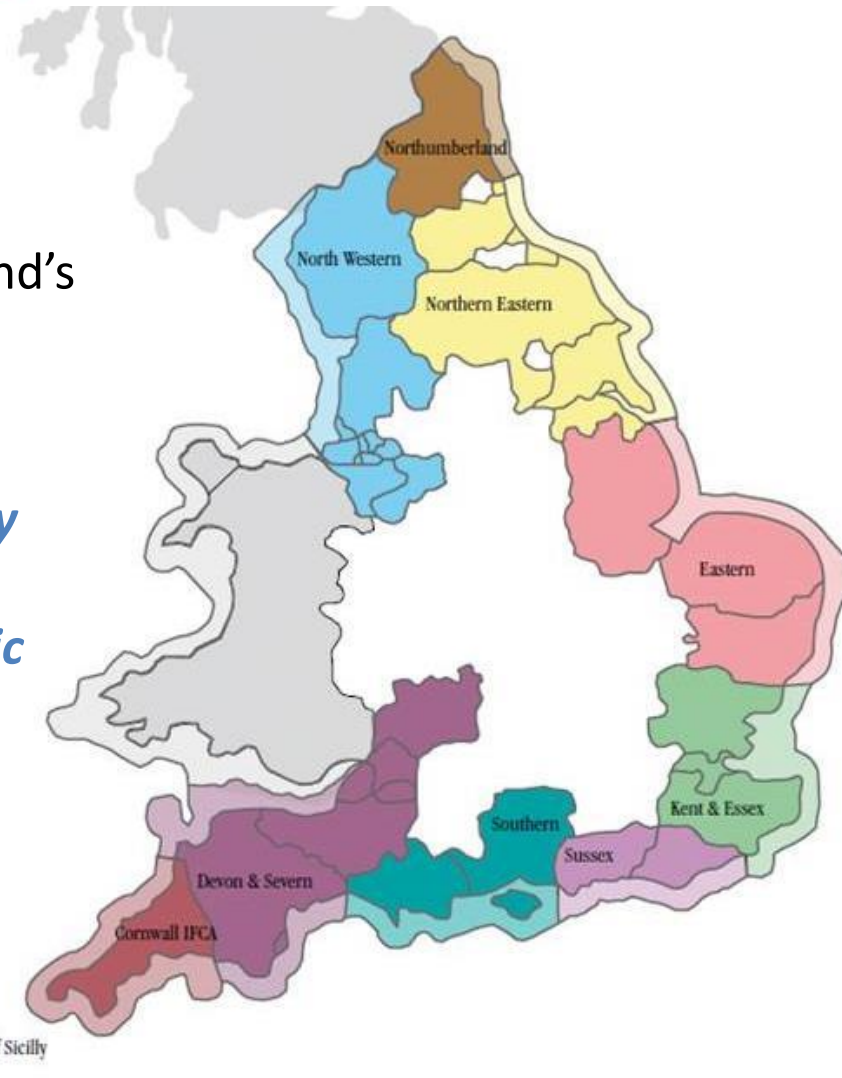 Northumberland
nd's
North Western
Northern Eastern
y
Eastern
ic
Kent & Essex
Southern
Sussex
Devon & Severn
Cornwall IFCA
Sicilly